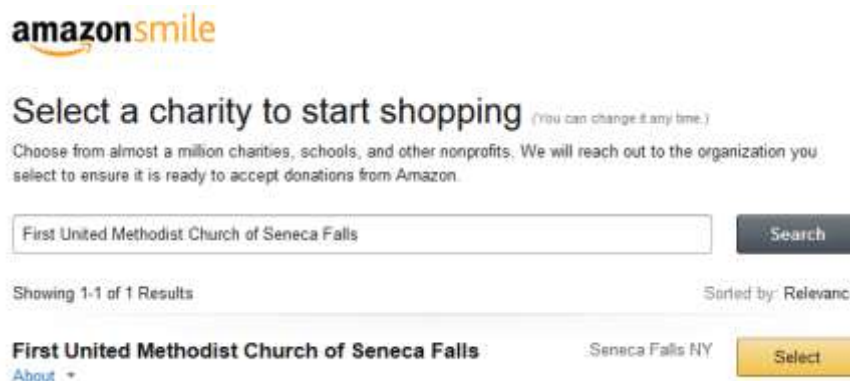 amazonsmile
Select a charity to start shopping (You can change it any time.)
Choose from almost a million charities, schools, and other nonprofits. We will reach out to the organization you
select to ensure it is ready to accept donations from Amazon.
First United Methodist Church of Seneca Falls Search
Showing 1-1 of 1 Results Sorted by: Relevanc
First United Methodist Church of Seneca Falls Seneca Falls NY Select
About